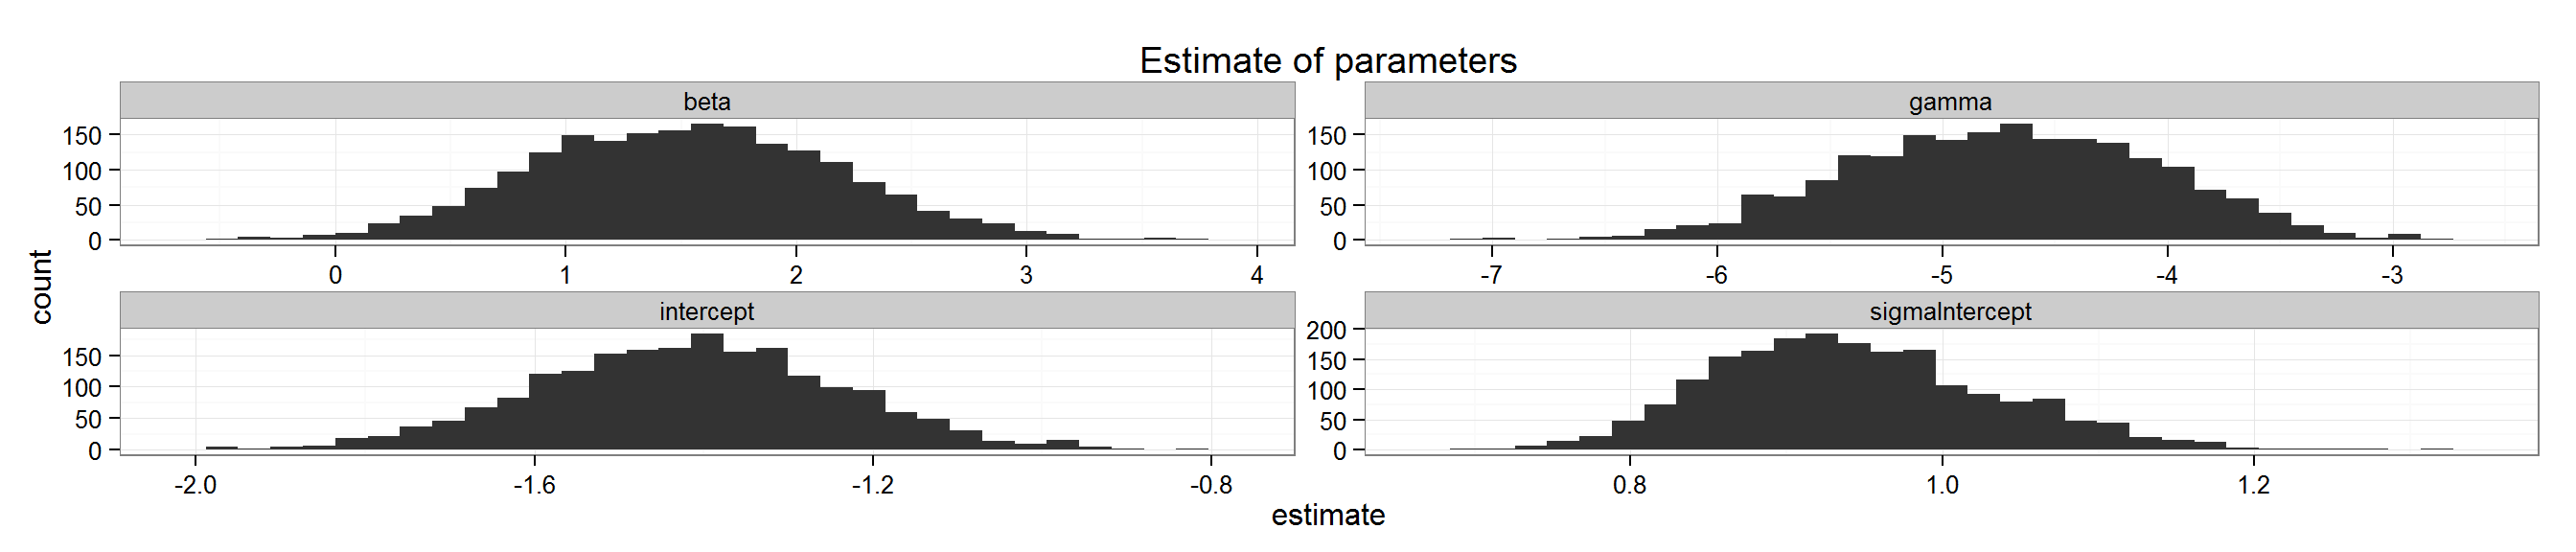 Estimate of parameters
beta
gamma
150
100
50
0
0 1 2 3 4
150
100
50
0
-7 -6 -5 -4 -3
count
intercept
sigmaIntercept
150
100
50
0
-2.0 -1.6 -1.2 -0.8
200
150
100
50
0
0.8 1.0 1.2
estimate